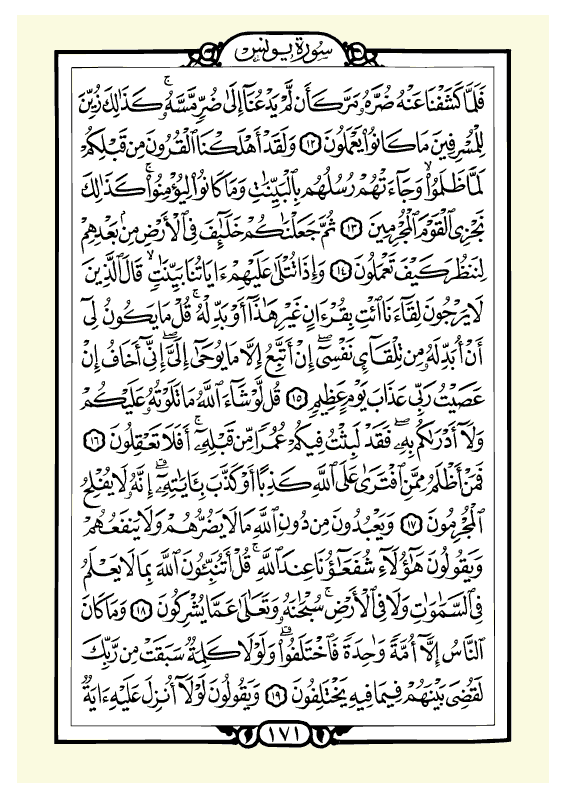 سورة يونس
فَلَمَّا كَشَفْنَا عَنْهُ ضُرَّهُۥ مَرَّ كَأَن لَّمْ يَدْعُنَآ إِلَىٰ ضُرٍّ مَّسَّهُۥ ۚ كَذَٰلِكَ زُيِّنَ
لِلْمُسْرِفِينَ مَا كَانُوا۟ يَعْمَلُونَ ١٢ وَلَقَدْ أَهْلَكْنَا ٱلْقُرُونَ مِن قَبْلِكُمْ
لَمَّا ظَلَمُوا۟ ۙ وَجَآءَتْهُمْ رُسُلُهُم بِٱلْبَيِّنَٰتِ وَمَا كَانُوا۟ لِيُؤْمِنُوا۟ ۚ كَذَٰلِكَ
نَجْزِى ٱلْقَوْمَ ٱلْمُجْرِمِينَ ١٣ ثُمَّ جَعَلْنَٰكُمْ خَلَٰٓئِفَ فِى ٱلْأَرْضِ مِنۢ بَعْدِهِمْ
لِنَنظُرَ كَيْفَ تَعْمَلُونَ ١٤ وَإِذَا تُتْلَىٰ عَلَيْهِمْ ءَايَاتُنَا بَيِّنَٰتٍ ۙ قَالَ ٱلَّذِينَ
لَا يَرْجُونَ لِقَآءَنَا ٱئْتِ بِقُرْءَانٍ غَيْرِ هَٰذَآ أَوْ بَدِّلْهُ ۚ قُلْ مَا يَكُونُ لِىٓ
أَنْ أُبَدِّلَهُۥ مِن تِلْقَآئِ نَفْسِىٓ ۖ إِنْ أَتَّبِعُ إِلَّا مَا يُوحَىٰٓ إِلَىَّ ۖ إِنِّىٓ أَخَافُ إِنْ
عَصَيْتُ رَبِّى عَذَابَ يَوْمٍ عَظِيمٍ ١٥ قُل لَّوْ شَآءَ ٱللَّهُ مَا تَلَوْتُهُۥ عَلَيْكُمْ
وَلَآ أَدْرَىٰكُم بِهِۦ ۖ فَقَدْ لَبِثْتُ فِيكُمْ عُمُرًا مِّن قَبْلِهِۦٓ ۚ أَفَلَا تَعْقِلُونَ ١٦
فَمَنْ أَظْلَمُ مِمَّنِ ٱفْتَرَىٰ عَلَى ٱللَّهِ كَذِبًا أَوْ كَذَّبَ بِـَٔايَٰتِهِۦٓ ۚ إِنَّهُۥ لَا يُفْلِحُ
ٱلْمُجْرِمُونَ ١٧ وَيَعْبُدُونَ مِن دُونِ ٱللَّهِ مَا لَا يَضُرُّهُمْ وَلَا يَنفَعُهُمْ
وَيَقُولُونَ هَٰٓؤُلَآءِ شُفَعَٰٓؤُنَا عِندَ ٱللَّهِ ۚ قُلْ أَتُنَبِّـُٔونَ ٱللَّهَ بِمَا لَا يَعْلَمُ
فِى ٱلسَّمَٰوَٰتِ وَلَا فِى ٱلْأَرْضِ ۚ سُبْحَٰنَهُۥ وَتَعَٰلَىٰ عَمَّا يُشْرِكُونَ ١٨ وَمَا كَانَ
ٱلنَّاسُ إِلَّآ أُمَّةً وَٰحِدَةً فَٱخْتَلَفُوا۟ ۚ وَلَوْلَا كَلِمَةٌ سَبَقَتْ مِن رَّبِّكَ
لَقُضِىَ بَيْنَهُمْ فِيمَا فِيهِ يَخْتَلِفُونَ ١٩ وَيَقُولُونَ لَوْلَآ أُنزِلَ عَلَيْهِ ءَايَةٌ
١٧١